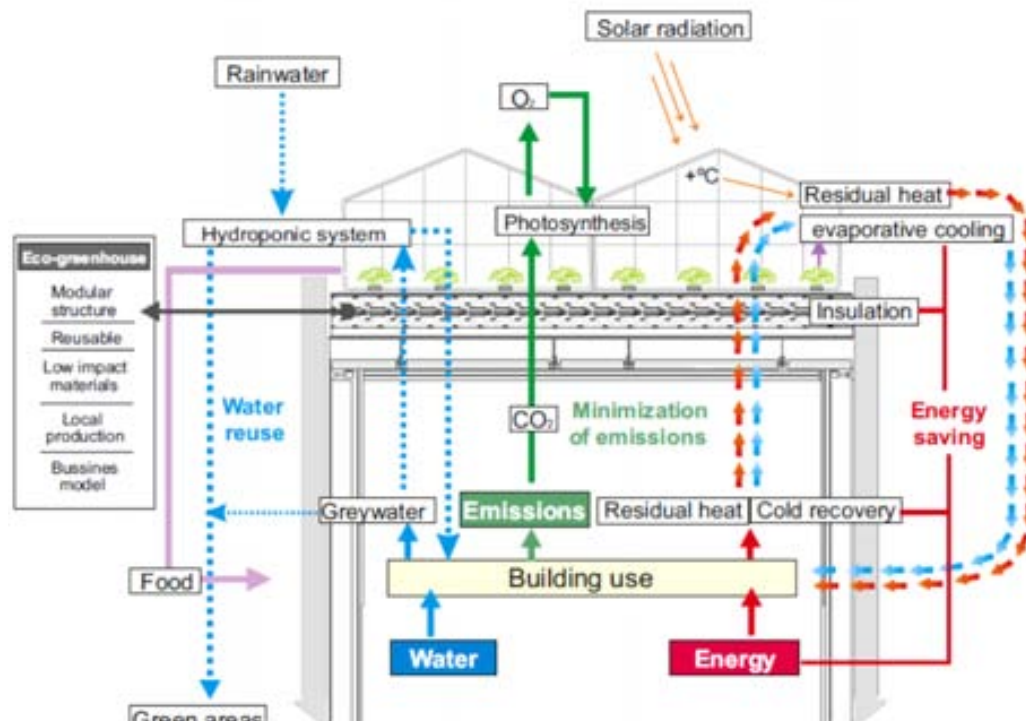 Solar radiation
Rainwater
O₂
+ºC
Residual heat
Photosynthesis
Hydroponic system
evaporative cooling
Eco-greenhouse
Modular
structure
Reusable
Low impact
materials
Local
production
Bussines
model
Insulation
Water
reuse
CO₂
Minimization
of emissions
Energy
saving
Greywater
Emissions
Residual heat
Cold recovery
Food
Building use
Water
Energy
Green areas